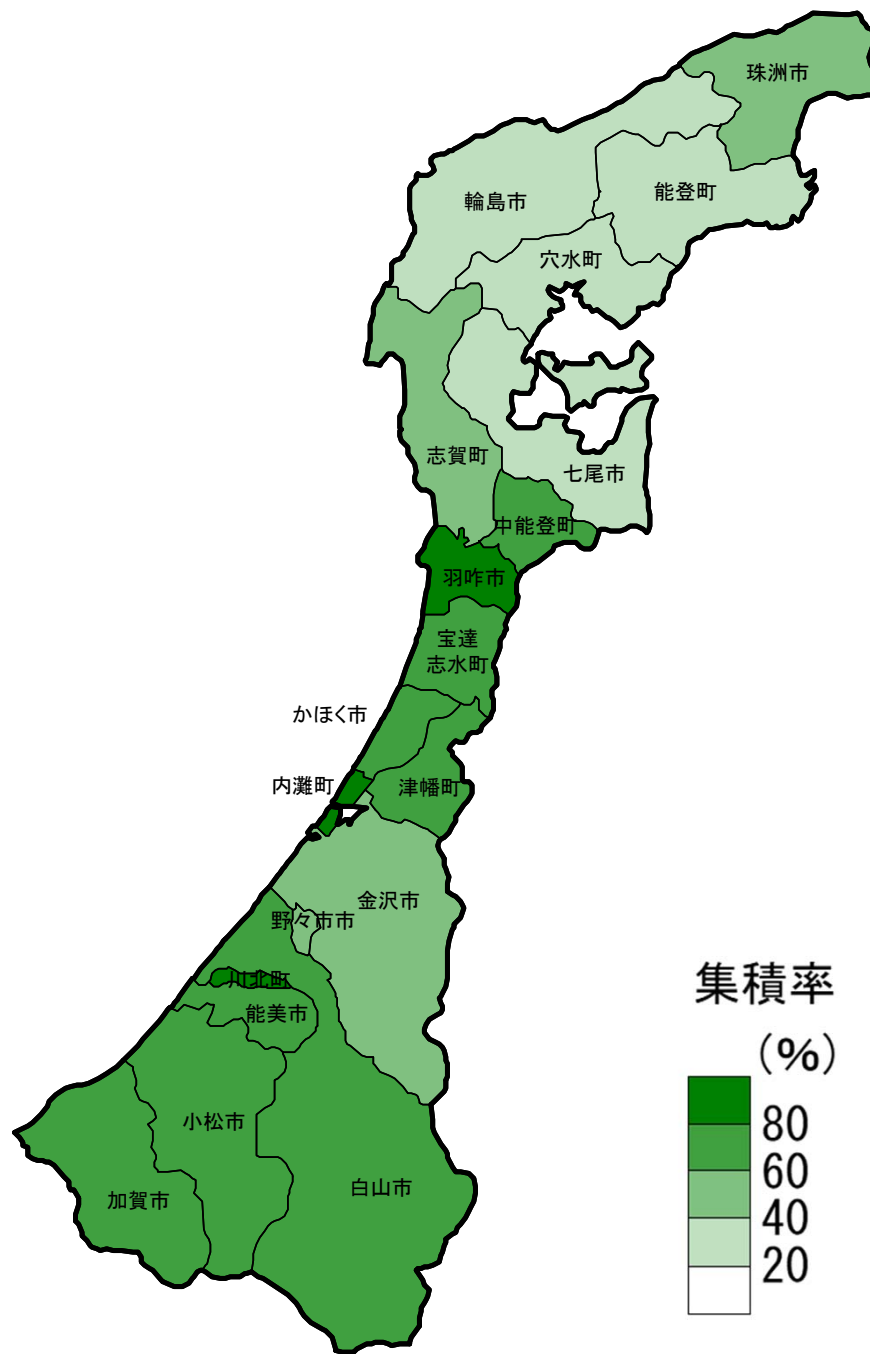 珠洲市
輪島市
能登町
穴水町
志賀町
七尾市
中能登町
羽咋市
宝達
志水町
かほく市
内灘町
津幡町
金沢市
野々市市
川北町
能美市
小松市
加賀市
白山市
集積率
(%)
80
60
40
20